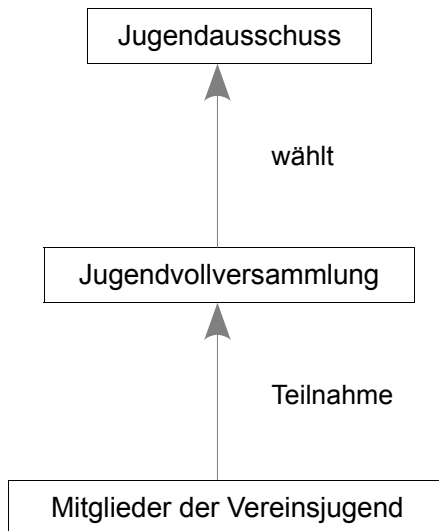 Jugendausschuss
wählt
Jugendvollversammlung
Teilnahme
Mitglieder der Vereinsjugend